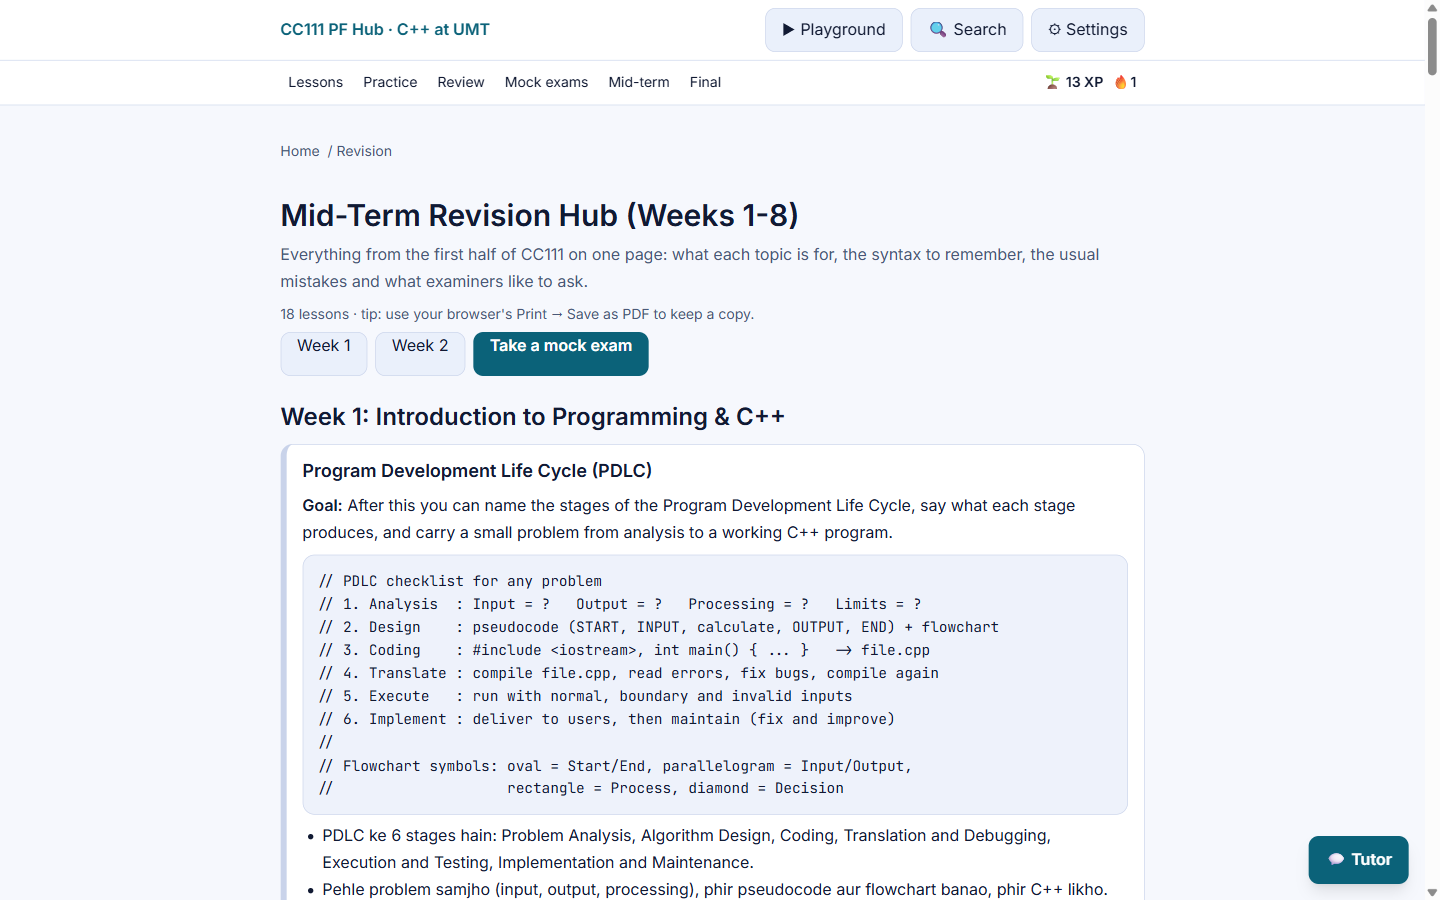 CC111 PF Hub · C++ at UMT
▶ Playground
🔍 Search
⚙ Settings
Lessons
Practice
Review
Mock exams
Mid-term
Final
🌱 13 XP 🔥 1
Home / Revision
Mid-Term Revision Hub (Weeks 1-8)
Everything from the first half of CC111 on one page: what each topic is for, the syntax to remember, the usual
mistakes and what examiners like to ask.
18 lessons · tip: use your browser's Print → Save as PDF to keep a copy.
Week 1
Week 2
Take a mock exam
Week 1: Introduction to Programming & C++
Program Development Life Cycle (PDLC)
Goal: After this you can name the stages of the Program Development Life Cycle, say what each stage
produces, and carry a small problem from analysis to a working C++ program.
// PDLC checklist for any problem
// 1. Analysis  : Input = ?   Output = ?   Processing = ?   Limits = ?
// 2. Design    : pseudocode (START, INPUT, calculate, OUTPUT, END) + flowchart
// 3. Coding    : #include <iostream>, int main() { ... }   -> file.cpp
// 4. Translate : compile file.cpp, read errors, fix bugs, compile again
// 5. Execute   : run with normal, boundary and invalid inputs
// 6. Implement : deliver to users, then maintain (fix and improve)
//
// Flowchart symbols: oval = Start/End, parallelogram = Input/Output,
//                    rectangle = Process, diamond = Decision
• PDLC ke 6 stages hain: Problem Analysis, Algorithm Design, Coding, Translation and Debugging,
Execution and Testing, Implementation and Maintenance.
• Pehle problem samjho (input, output, processing), phir pseudocode aur flowchart banao, phir C++ likho.
💬 Tutor